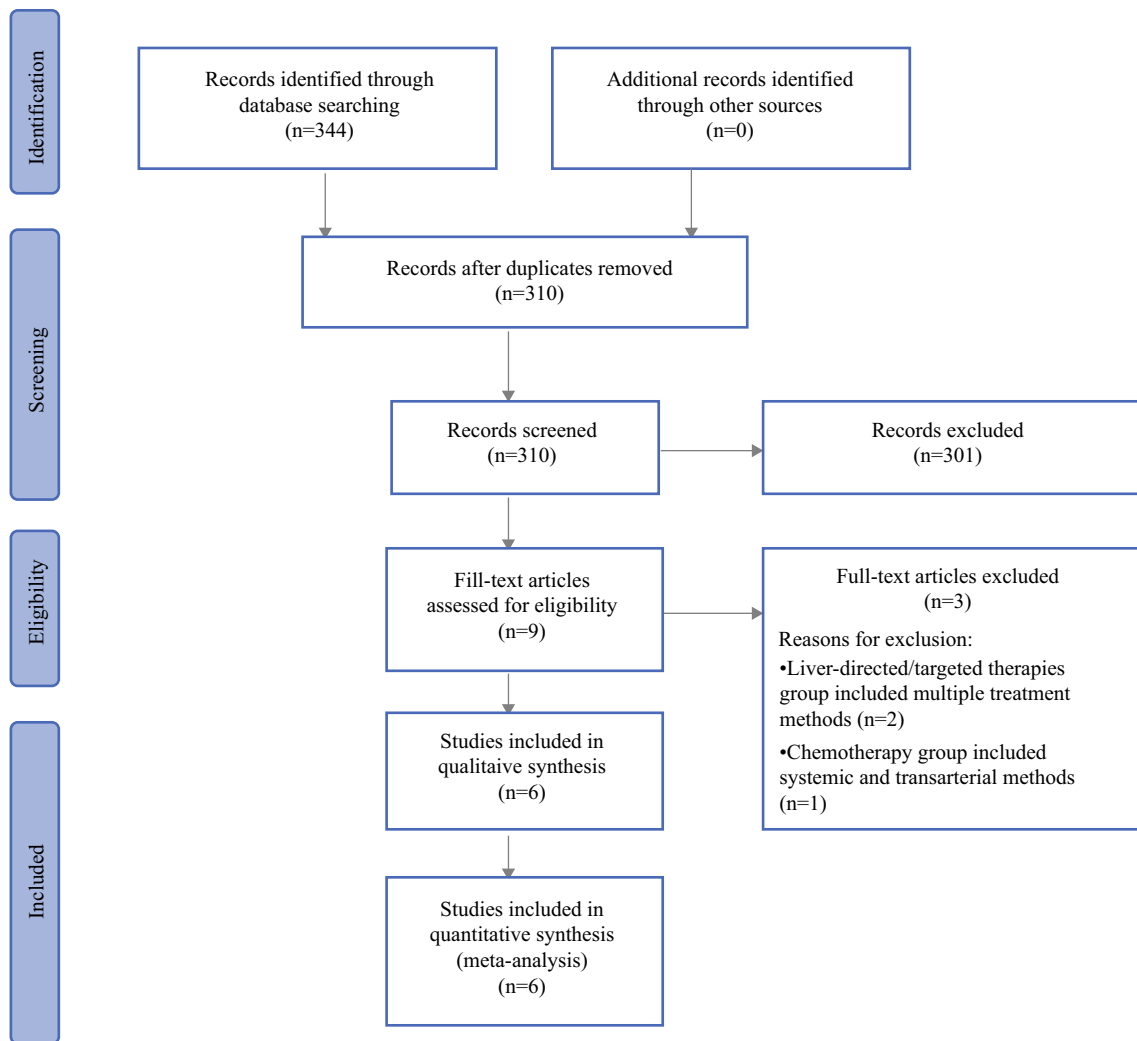 Identification
Records identified through
database searching
(n=344)
Additional records identified
through other sources
(n=0)
Screening
Records after duplicates removed
(n=310)
Records screened
(n=310)
Records excluded
(n=301)
Eligibility
Fill-text articles
assessed for eligibility
(n=9)
Full-text articles excluded
(n=3)
Reasons for exclusion:
•Liver-directed/targeted therapies
group included multiple treatment
methods (n=2)
•Chemotherapy group included
systemic and transarterial methods
(n=1)
Included
Studies included in
qualitaive synthesis
(n=6)
Studies included in
quantitative synthesis
(meta-analysis)
(n=6)